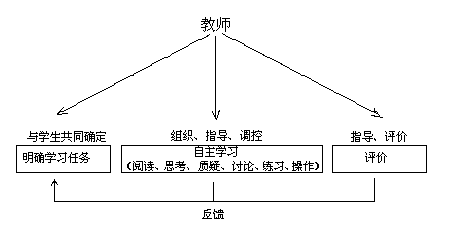 教师
与学生共同确定
组织、指导、调控
指导、评价
明确学习任务
自主学习
(阅读、思考、质疑、讨论、练习、操作)
评价
反馈